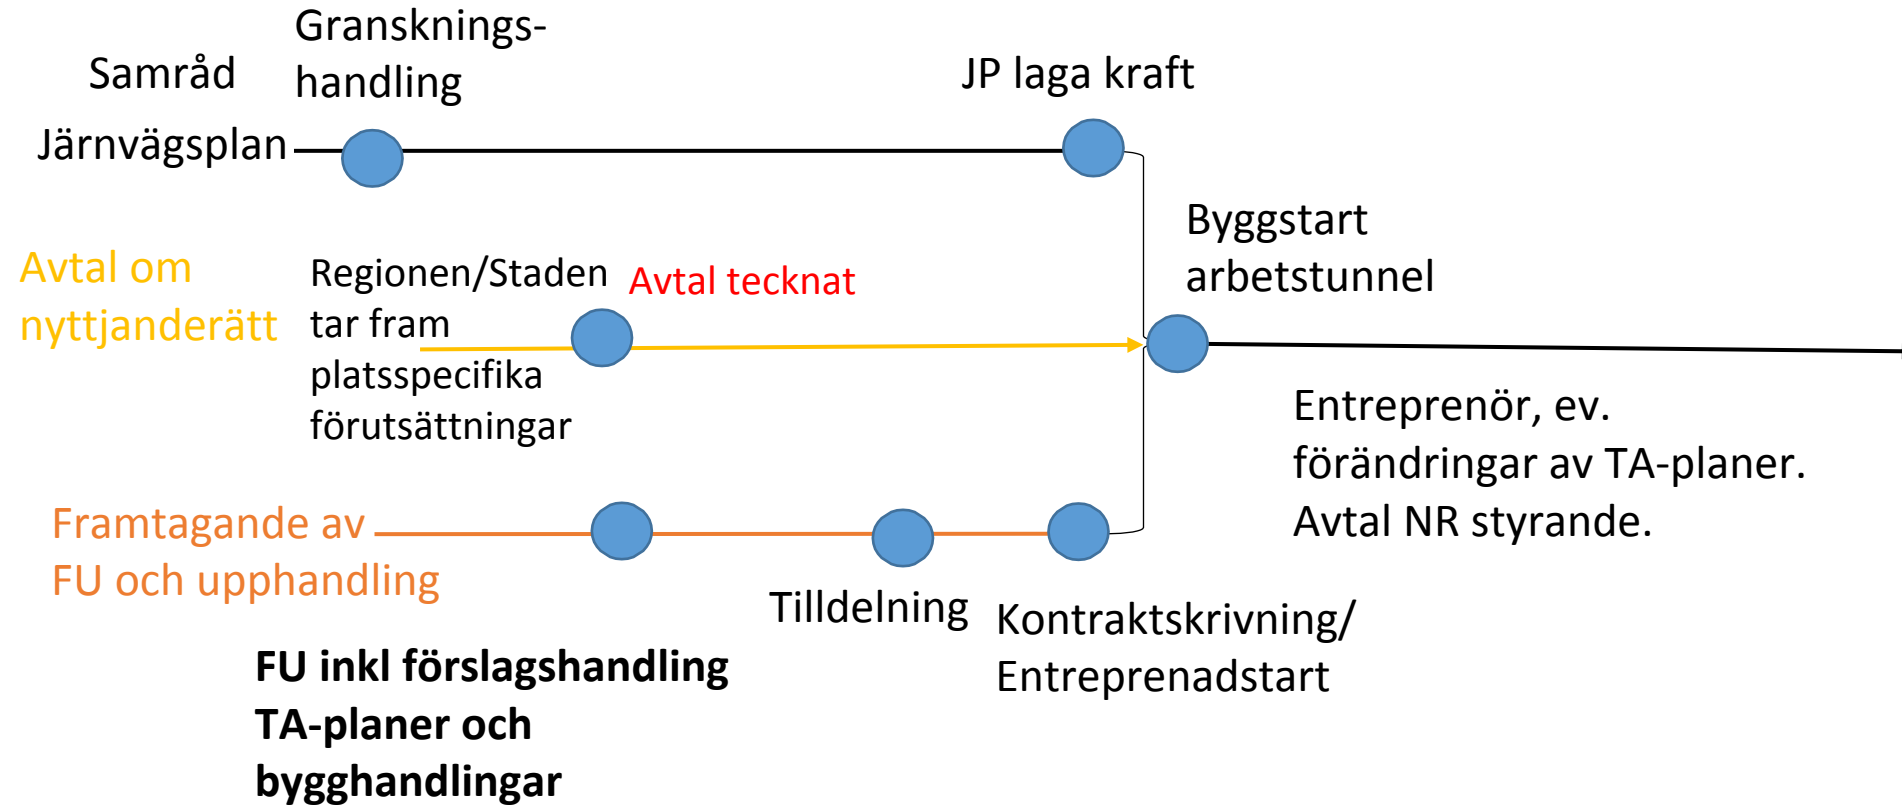 Samråd
Gransknings-
handling
JP laga kraft
Järnvägsplan
Byggstart
arbetstunnel
Avtal om
nyttjanderätt
Regionen/Staden
tar fram
platsspecifika
förutsättningar
Avtal tecknat
Entreprenör, ev.
förändringar av TA-planer.
Avtal NR styrande.
Framtagande av
FU och upphandling
Tilldelning
Kontraktskrivning/
Entreprenadstart
FU inkl förslagshandling
TA-planer och
bygghandlingar